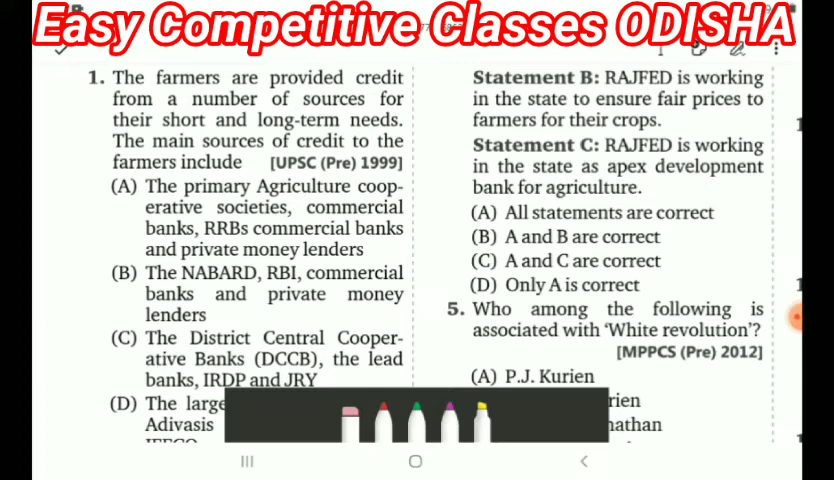 Easy Competitive Classes ODISHA
1. The farmers are provided credit
from a number of sources for
their short and long-term needs.
The main sources of credit to the
farmers include [UPSC (Pre) 1999]
(A) The primary Agriculture coop-
erative societies, commercial
banks, RRBs commercial banks
and private money lenders
(B) The NABARD, RBI, commercial
banks and private money
lenders
(C) The District Central Cooper-
ative Banks (DCCB), the lead
banks, IRDP and JRY
(D) The large
Adivasis
Statement B: RAJFED is working
in the state to ensure fair prices to
farmers for their crops.
Statement C: RAJFED is working
in the state as apex development
bank for agriculture.
(A) All statements are correct
(B) A and B are correct
(C) A and C are correct
(D) Only A is correct
5. Who among the following is
associated with ‘White revolution’?
[MPPCS (Pre) 2012]
(A) P.J. Kurien
rien
nathan